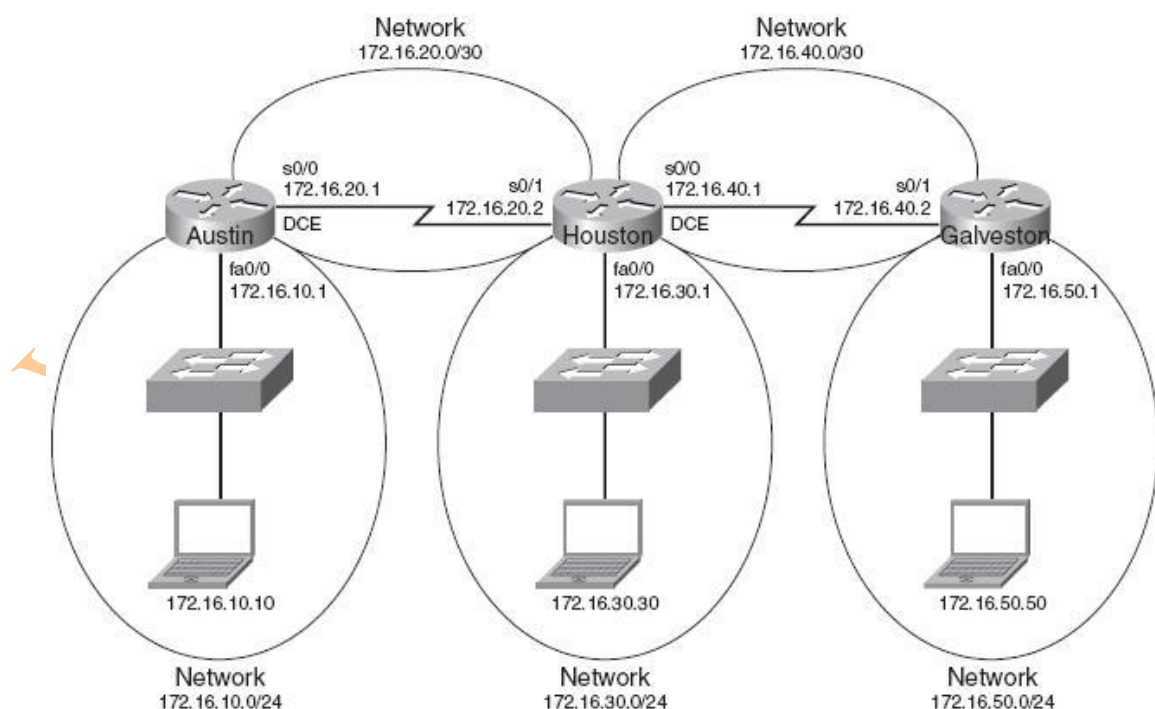 Network
172.16.20.0/30
Network
172.16.40.0/30
s0/0
172.16.20.1
s0/1
172.16.20.2
DCE
Austin
s0/0
172.16.40.1
s0/1
172.16.40.2
DCE
Houston
Galveston
fa0/0
172.16.10.1
fa0/0
172.16.30.1
fa0/0
172.16.50.1
172.16.10.10
172.16.30.30
172.16.50.50
Network
172.16.10.0/24
Network
172.16.30.0/24
Network
172.16.50.0/24